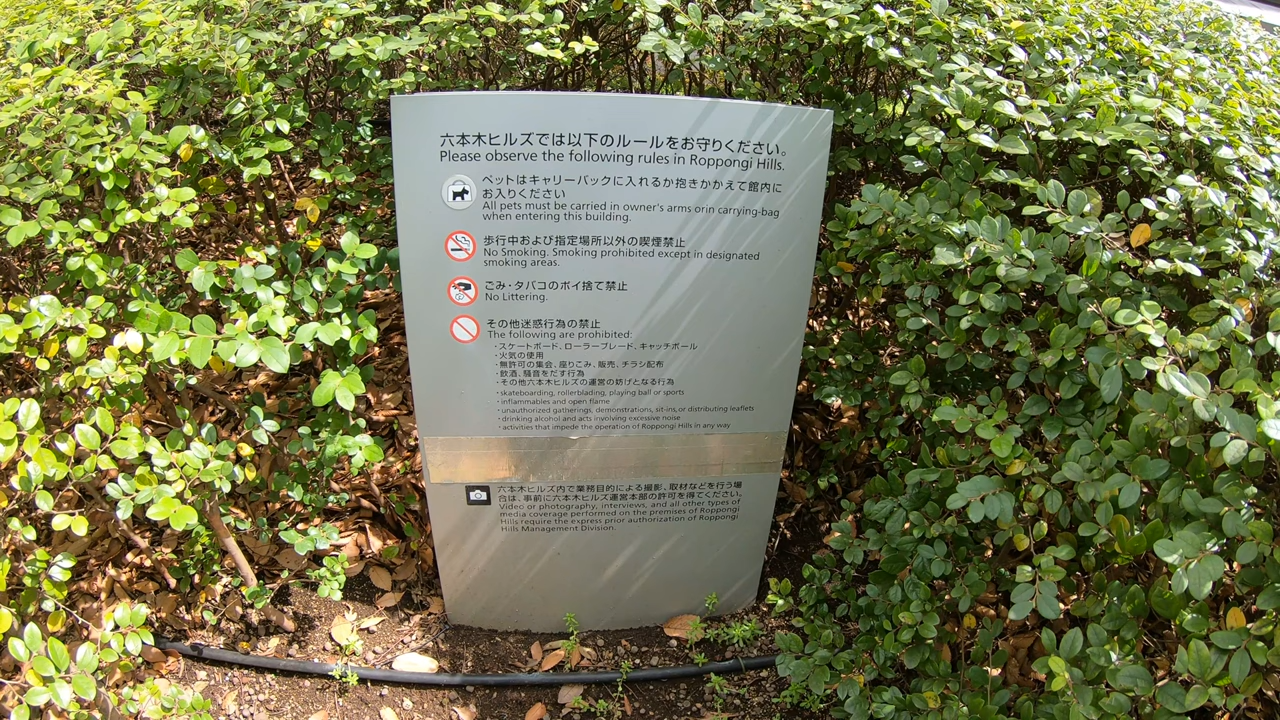 六本木ヒルズでは以下のルールをお守りください。
Please observe the following rules in Roppongi Hills.
ペットはキャリーバックに入れるか抱きかかえて館内に
お入りください
All pets must be carried in owner's arms orin carrying-bag
when entering this building.
歩行中および指定場所以外の喫煙禁止
No Smoking. Smoking prohibited except in designated
smoking areas.
ごみ・タバコのポイ捨て禁止
No Littering.
その他迷惑行為の禁止
The following are prohibited:
・スケートボード、ローラーブレード、キャッチボール
・火気の使用
・無許可の集会、座りこみ、販売、チラシ配布
・飲酒、騒音をだす行為
・その他六本木ヒルズの運営の妨げとなる行為
・skateboarding, rollerblading, playing ball or sports
・inflammables and open flame
・unauthorized gatherings, demonstrations, sit-ins, or distributing leaflets
・drinking alcohol and acts involving excessive noise
・activities that impede the operation of Roppongi Hills in any way
六本木ヒルズ内で業務目的による撮影、取材などを行う場
合は、事前に六本木ヒルズ運営本部の許可を得てください。
Video or photography, interviews, and all other types of
media coverage performed on the premises of Roppongi
Hills require the express prior authorization of Roppongi
Hills Management Division.